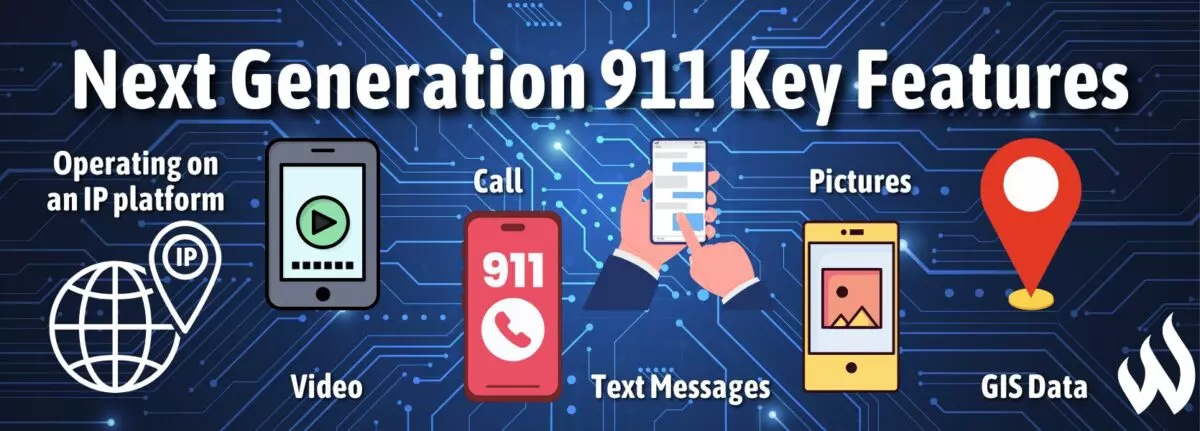 Next Generation 911 Key Features
Operating on
an IP platform
IP
Video
Call
911
Text Messages
Pictures
GIS Data